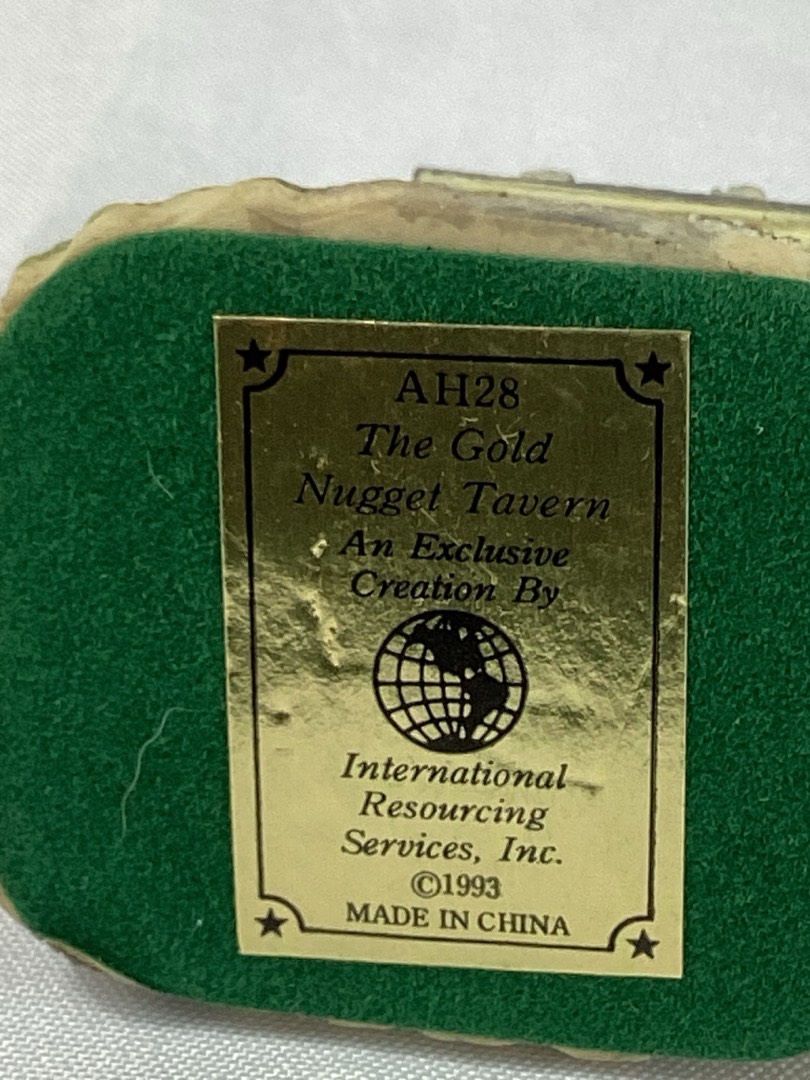 AH28
The Gold
Nugget Tavern
An Exclusive
Creation By
International
Resourcing
Services, Inc.
©1993
MADE IN CHINA